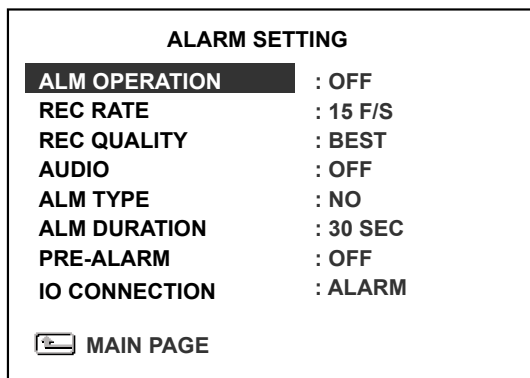 ALARM SETTING
ALM OPERATION : OFF
REC RATE : 15 F/S
REC QUALITY : BEST
AUDIO : OFF
ALM TYPE : NO
ALM DURATION : 30 SEC
PRE-ALARM : OFF
IO CONNECTION : ALARM
MAIN PAGE